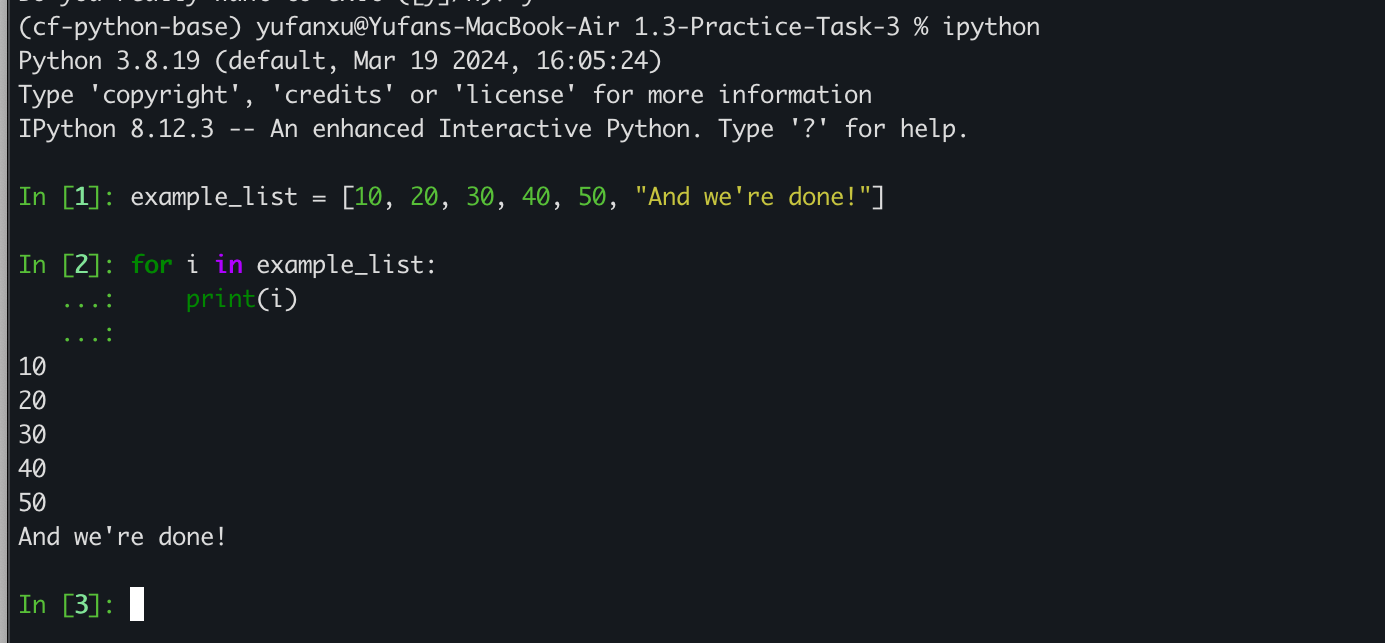 (cf-python-base) yufanxu@Yufans-MacBook-Air 1.3-Practice-Task-3 % ipython
Python 3.8.19 (default, Mar 19 2024, 16:05:24)
Type 'copyright', 'credits' or 'license' for more information
IPython 8.12.3 -- An enhanced Interactive Python. Type '?' for help.
In [1]: example_list = [10, 20, 30, 40, 50, "And we're done!"]
In [2]: for i in example_list:
   ...:     print(i)
   ...:
10
20
30
40
50
And we're done!
In [3]: